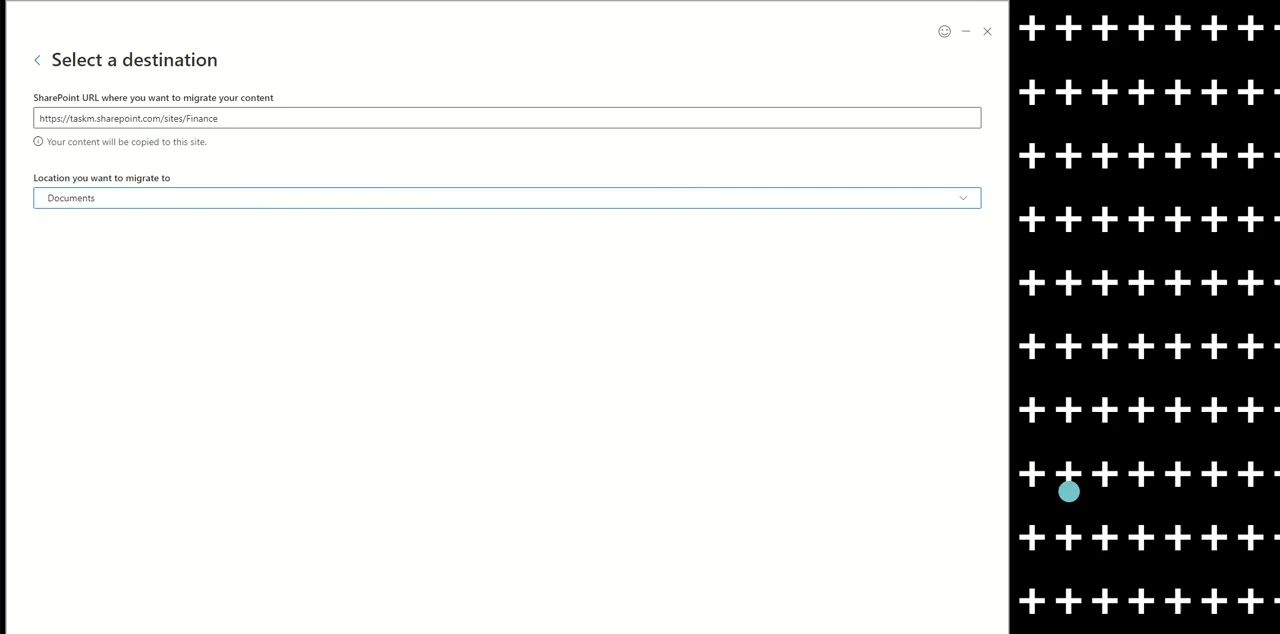 Select a destination
SharePoint URL where you want to migrate your content
https://taskm.sharepoint.com/sites/Finance
Your content will be copied to this site.
Location you want to migrate to
Documents